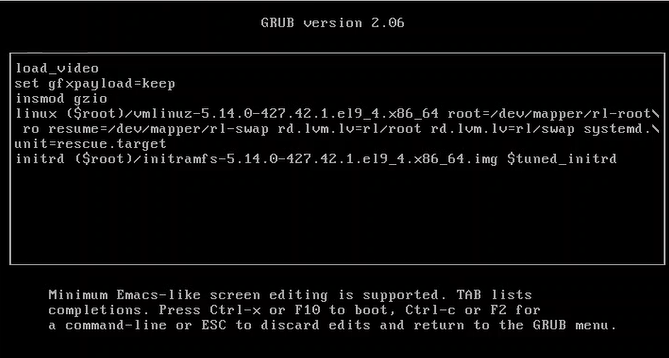 GRUB version 2.06
load_video
set gfxpayload=keep
insmod gzio
linux ($root)/vmlinuz-5.14.0-427.42.1.el9_4.x86_64 root=/dev/mapper/rl-root\
ro resume=/dev/mapper/rl-swap rd.lvm.lv=rl/root rd.lvm.lv=rl/swap systemd.\
unit=rescue.target
initrd ($root)/initramfs-5.14.0-427.42.1.el9_4.x86_64.img $tuned_initrd
Minimum Emacs-like screen editing is supported. TAB lists
completions. Press Ctrl-x or F10 to boot, Ctrl-c or F2 for
a command-line or ESC to discard edits and return to the GRUB menu.